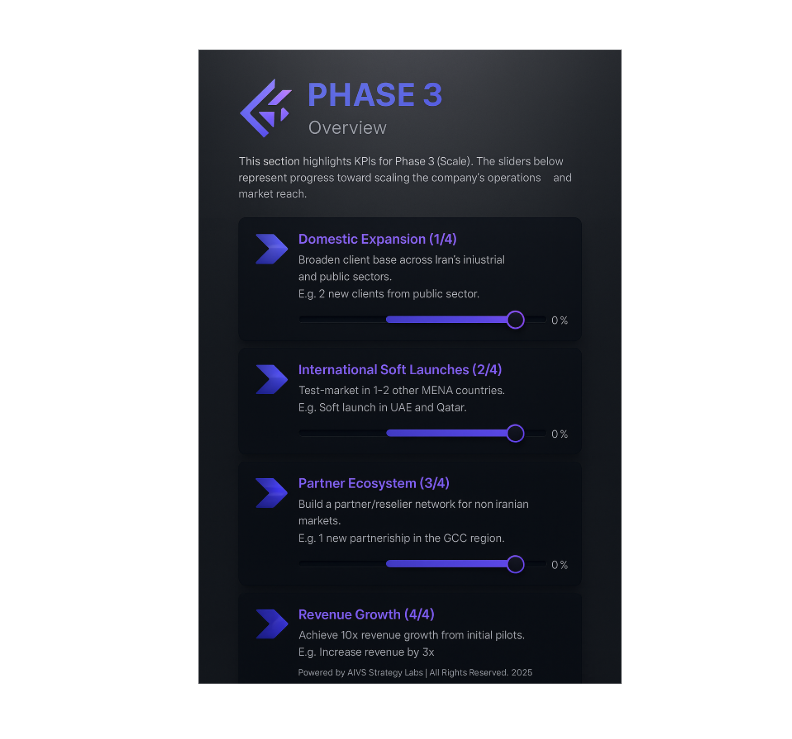 PHASE 3
Overview
This section highlights KPIs for Phase 3 (Scale). The sliders below
represent progress toward scaling the company's operations and
market reach.
Domestic Expansion (1/4)
Broaden client base across Iran's iniustrial
and public sectors.
E.g. 2 new clients from public sector.
0 %
International Soft Launches (2/4)
Test-market in 1–2 other MENA countries.
E.g. Soft launch in UAE and Qatar.
0 %
Partner Ecosystem (3/4)
Build a partner/reselier network for non iranian
markets.
E.g. 1 new partneriship in the GCC region.
0 %
Revenue Growth (4/4)
Achieve 10x revenue growth from initial pilots.
E.g. Increase revenue by 3x
Powered by AIVS Strategy Labs | All Rights Reserved. 2025